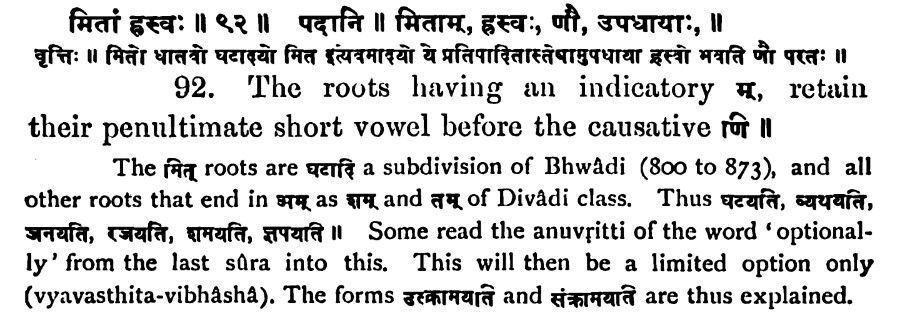 मितां ह्रस्वः ॥ ९२ ॥ पदानि ॥ मिताम्, ह्रस्वः, णौ, उपधायाः, ॥
वृत्तिः ॥ मितो धातवो घटादयो मित इत्येवमादयो ये प्रतिपादितास्तेषामुपधाया ह्रस्वो भवति णौ परतः ॥
92. The roots having an indicatory म्, retain
their penultimate short vowel before the causative णि ॥
The मित् roots are घटादि a subdivision of Bhwâdi (800 to 873), and all
other roots that end in अम् as शम् and तम् of Divâdi class. Thus घटयति, व्यथयति,
जनयति, रजयति, शमयति, ज्ञपयति ॥ Some read the anuvṛitti of the word ‘optional-
ly’ from the last sûra into this. This will then be a limited option only
(vyavasthita-vibhâshâ). The forms उत्क्रामयति and संक्रामयति are thus explained.